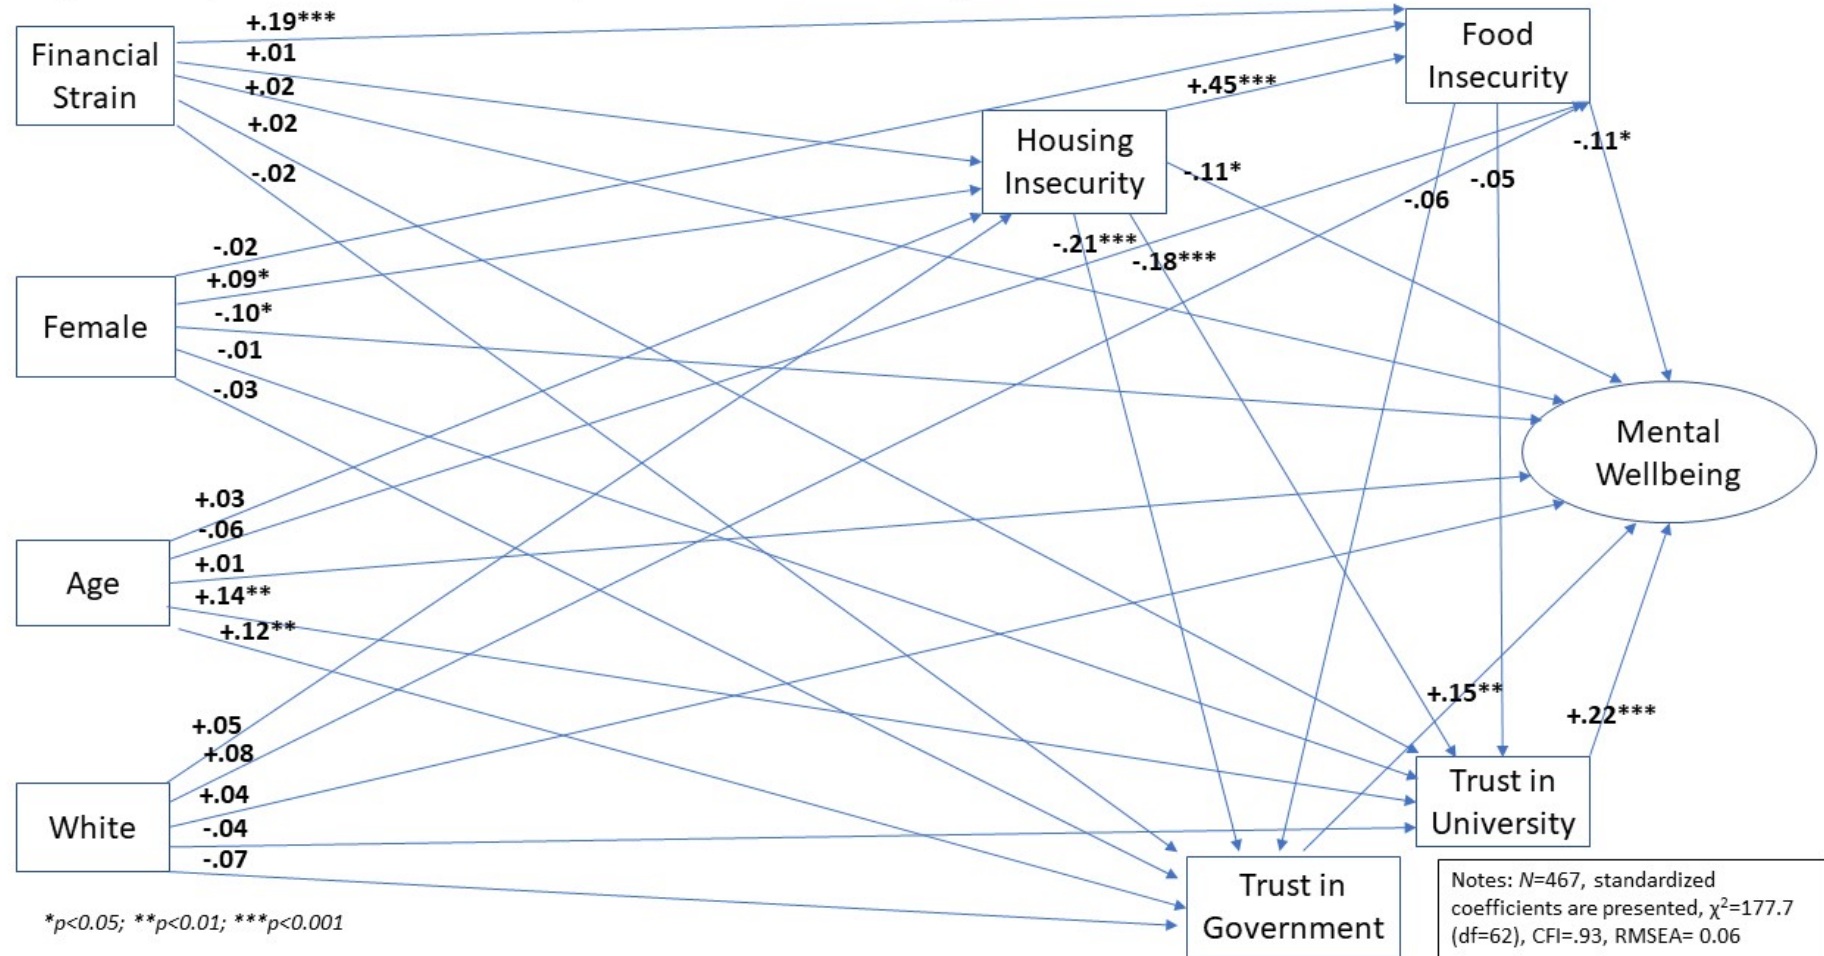 +.19***
+.01
+.02
+.02
-.02
Financial
Strain
Food
Insecurity
+.45***
Housing
Insecurity
-.11*
-.11*
-.05
-.06
-.21***
-.18***
-.02
+.09*
-.10*
-.01
-.03
Female
Mental
Wellbeing
+.03
-.06
+.01
+.14**
+.12**
Age
+.05
+.08
+.04
-.04
-.07
White
+.15**
+.22***
Trust in
University
Trust in
Government
*p<0.05; **p<0.01; ***p<0.001
Notes: N=467, standardized
coefficients are presented, χ²=177.7
(df=62), CFI=.93, RMSEA= 0.06